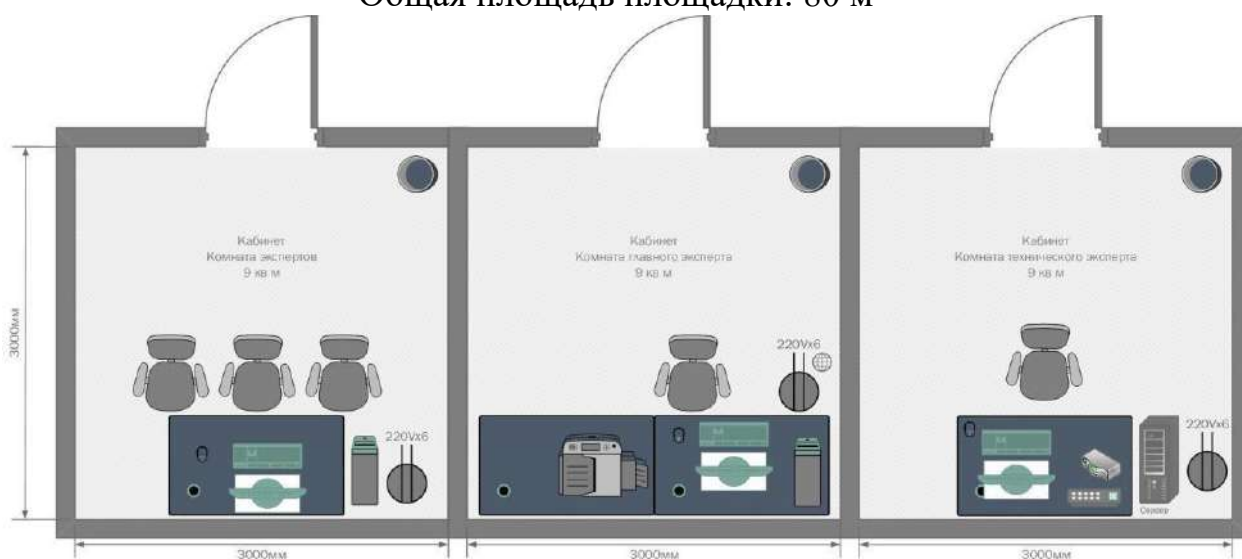 Общая площадь площадки: 80 м
Кабинет
Комната экспертов
9 кв м
Кабинет
Комната главного эксперта
9 кв м
Кабинет
Комната технического эксперта
9 кв м
3000мм
220Vx6
220Vx6
220Vx6
Сервер
3000мм
3000мм
3000мм